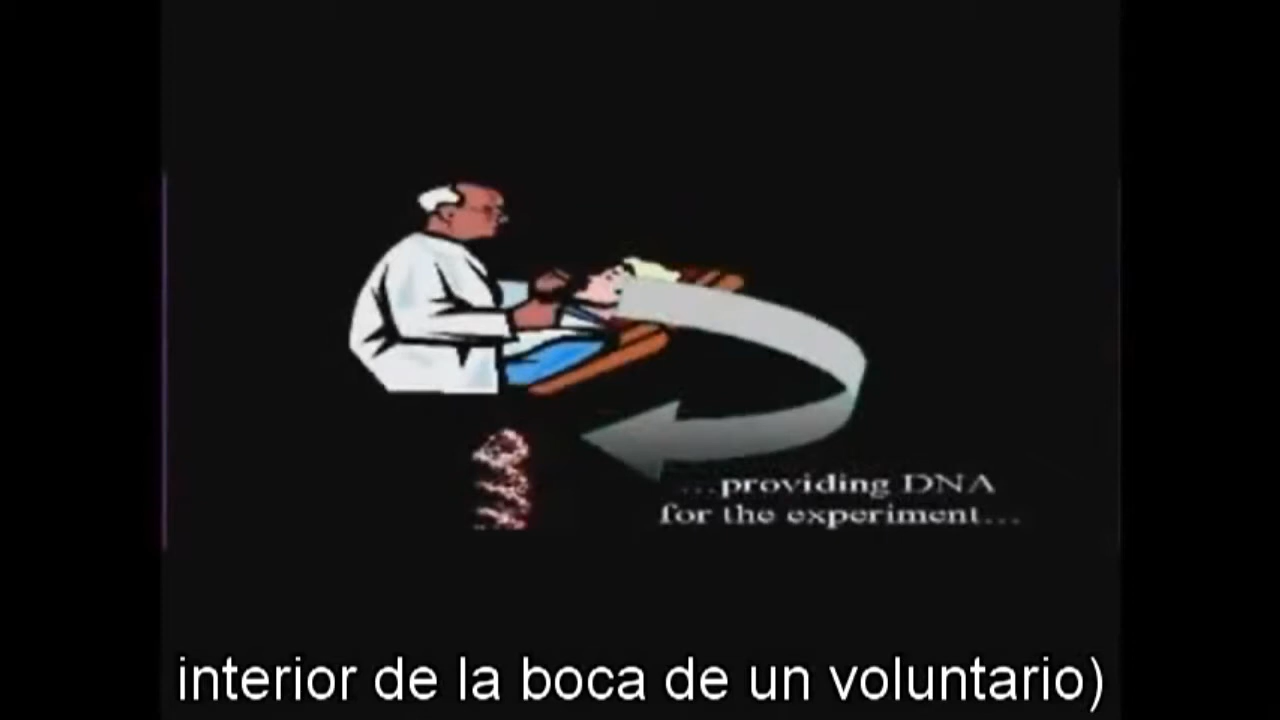 ...providing DNA
for the experiment...
interior de la boca de un voluntario)